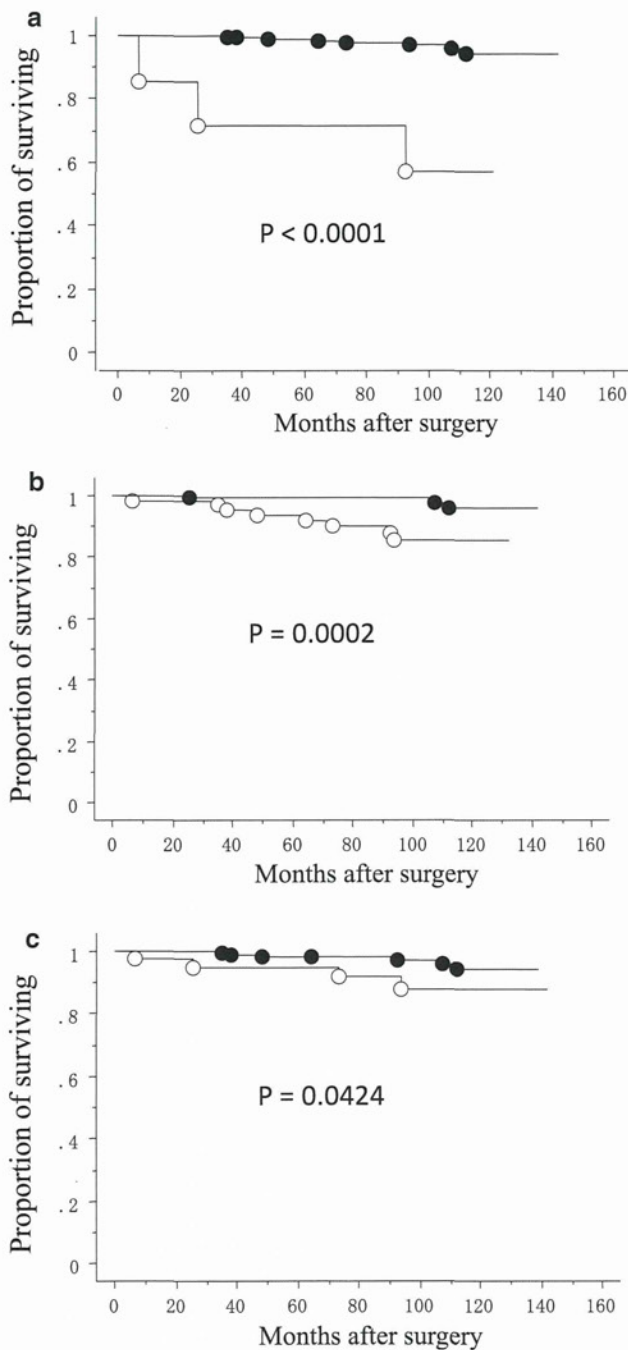 a
Proportion of surviving
1
.8
.6
.4
.2
0
P < 0.0001
0 20 40 60 80 100 120 140 160
Months after surgery
b
Proportion of surviving
1
.8
.6
.4
.2
0
P = 0.0002
0 20 40 60 80 100 120 140 160
Months after surgery
c
Proportion of surviving
1
.8
.6
.4
.2
0
P = 0.0424
0 20 40 60 80 100 120 140 160
Months after surgery